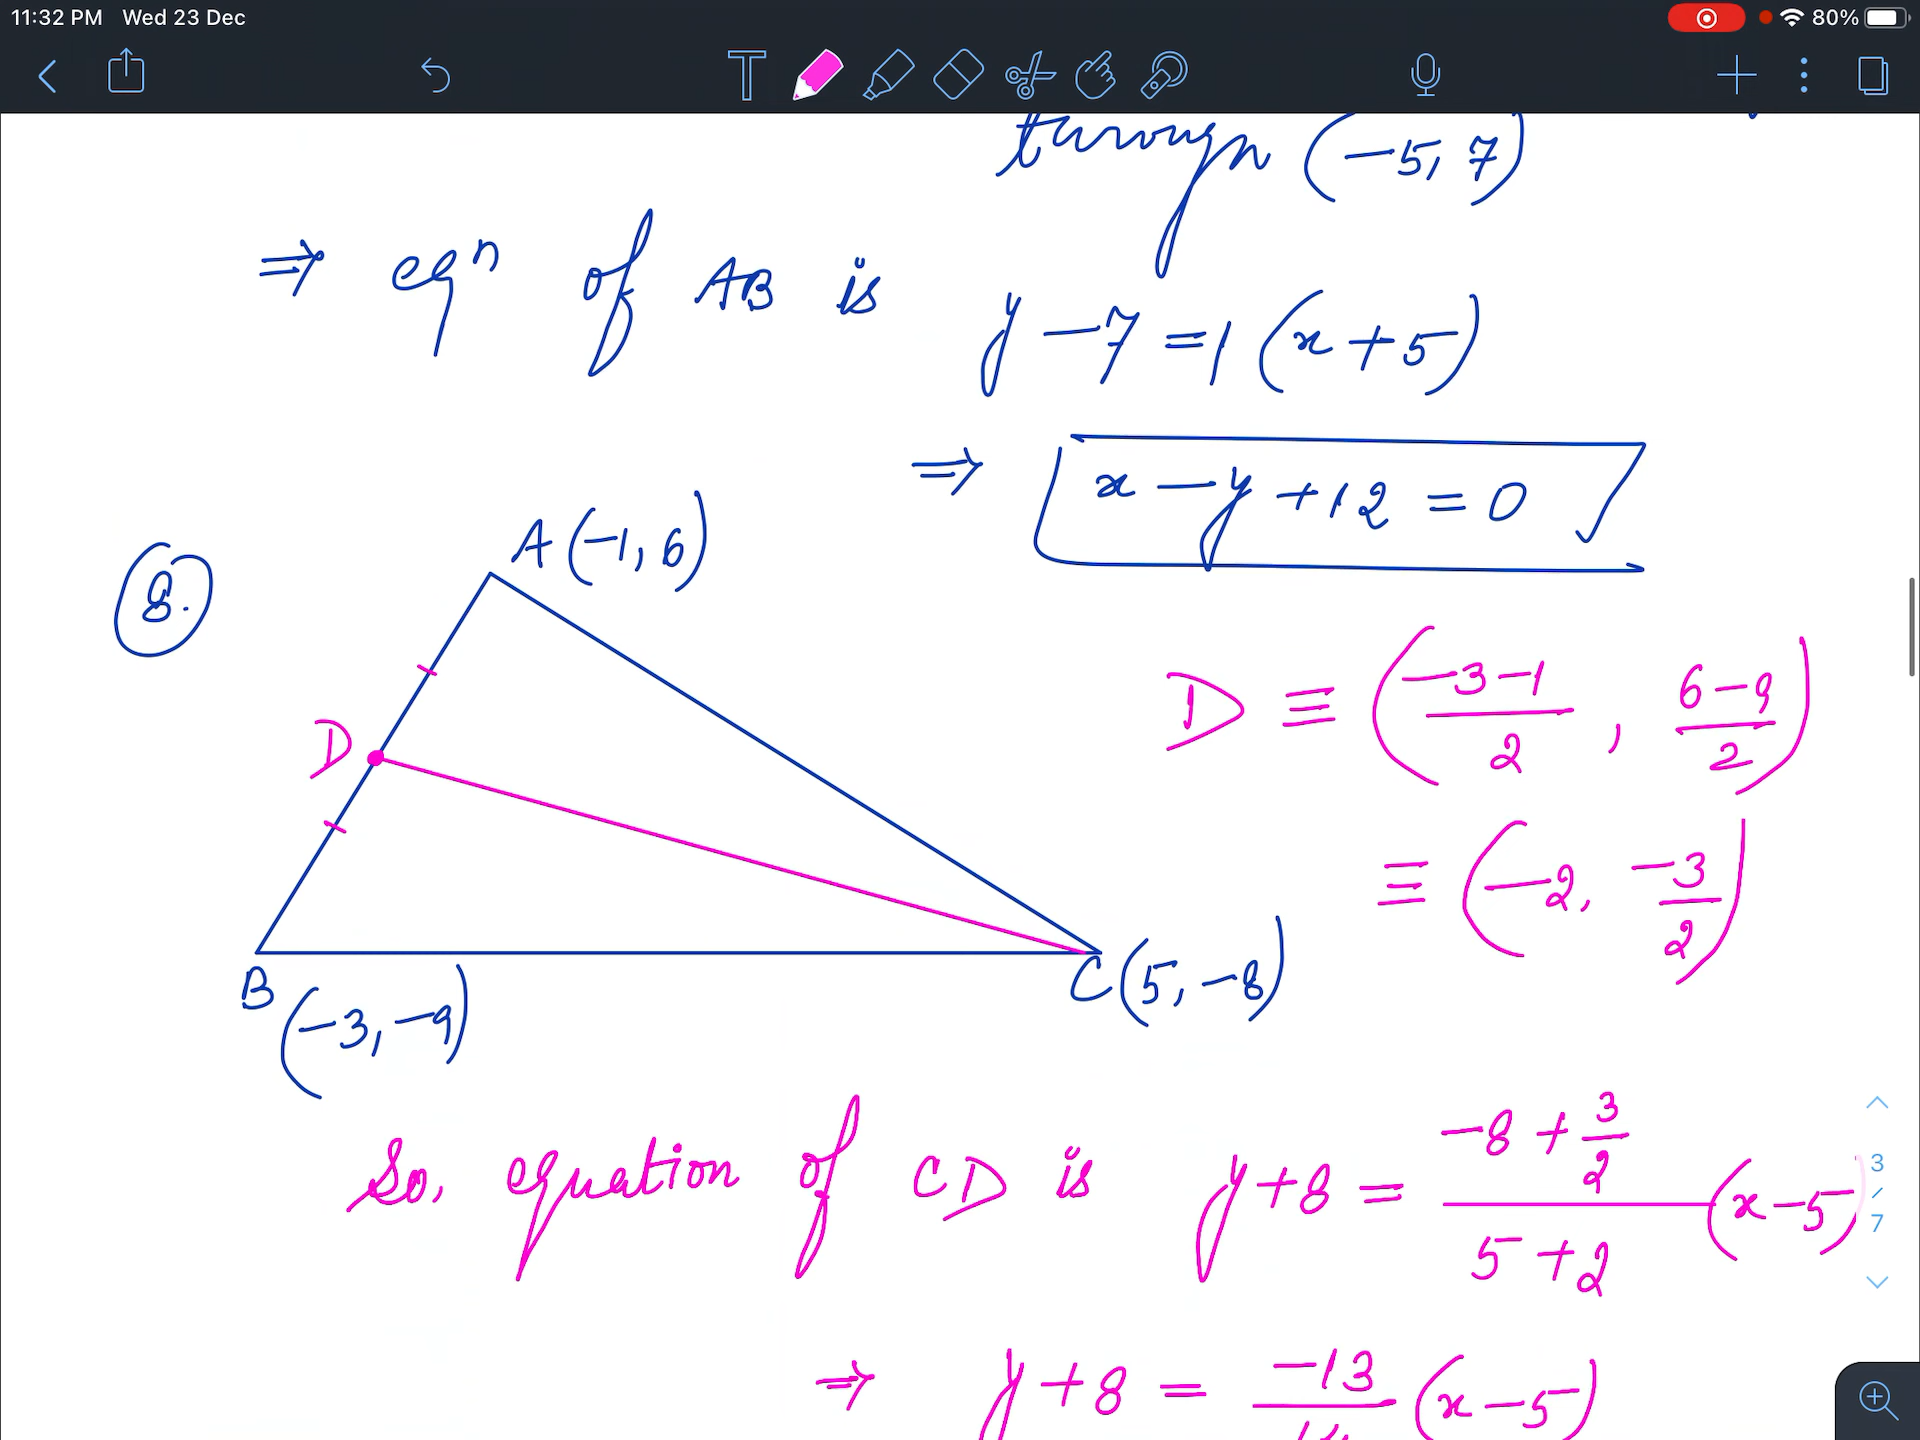 11:32 PM Wed 23 Dec 80%
T
through (-5, 7)
⇒ eqⁿ of AB is
y - 7 = 1 (x + 5)
⇒ x - y + 12 = 0
8.
A (-1, 6)
D
B (-3, -9)
C (5, -8)
D ≡ ((-3-1)/2 , (6-9)/2)
≡ (-2, -3/2)
So, equation of CD is y + 8 = (-8 + 3/2)/(5 + 2) (x - 5)
3/7
⇒ y + 8 = -13/14 (x - 5)